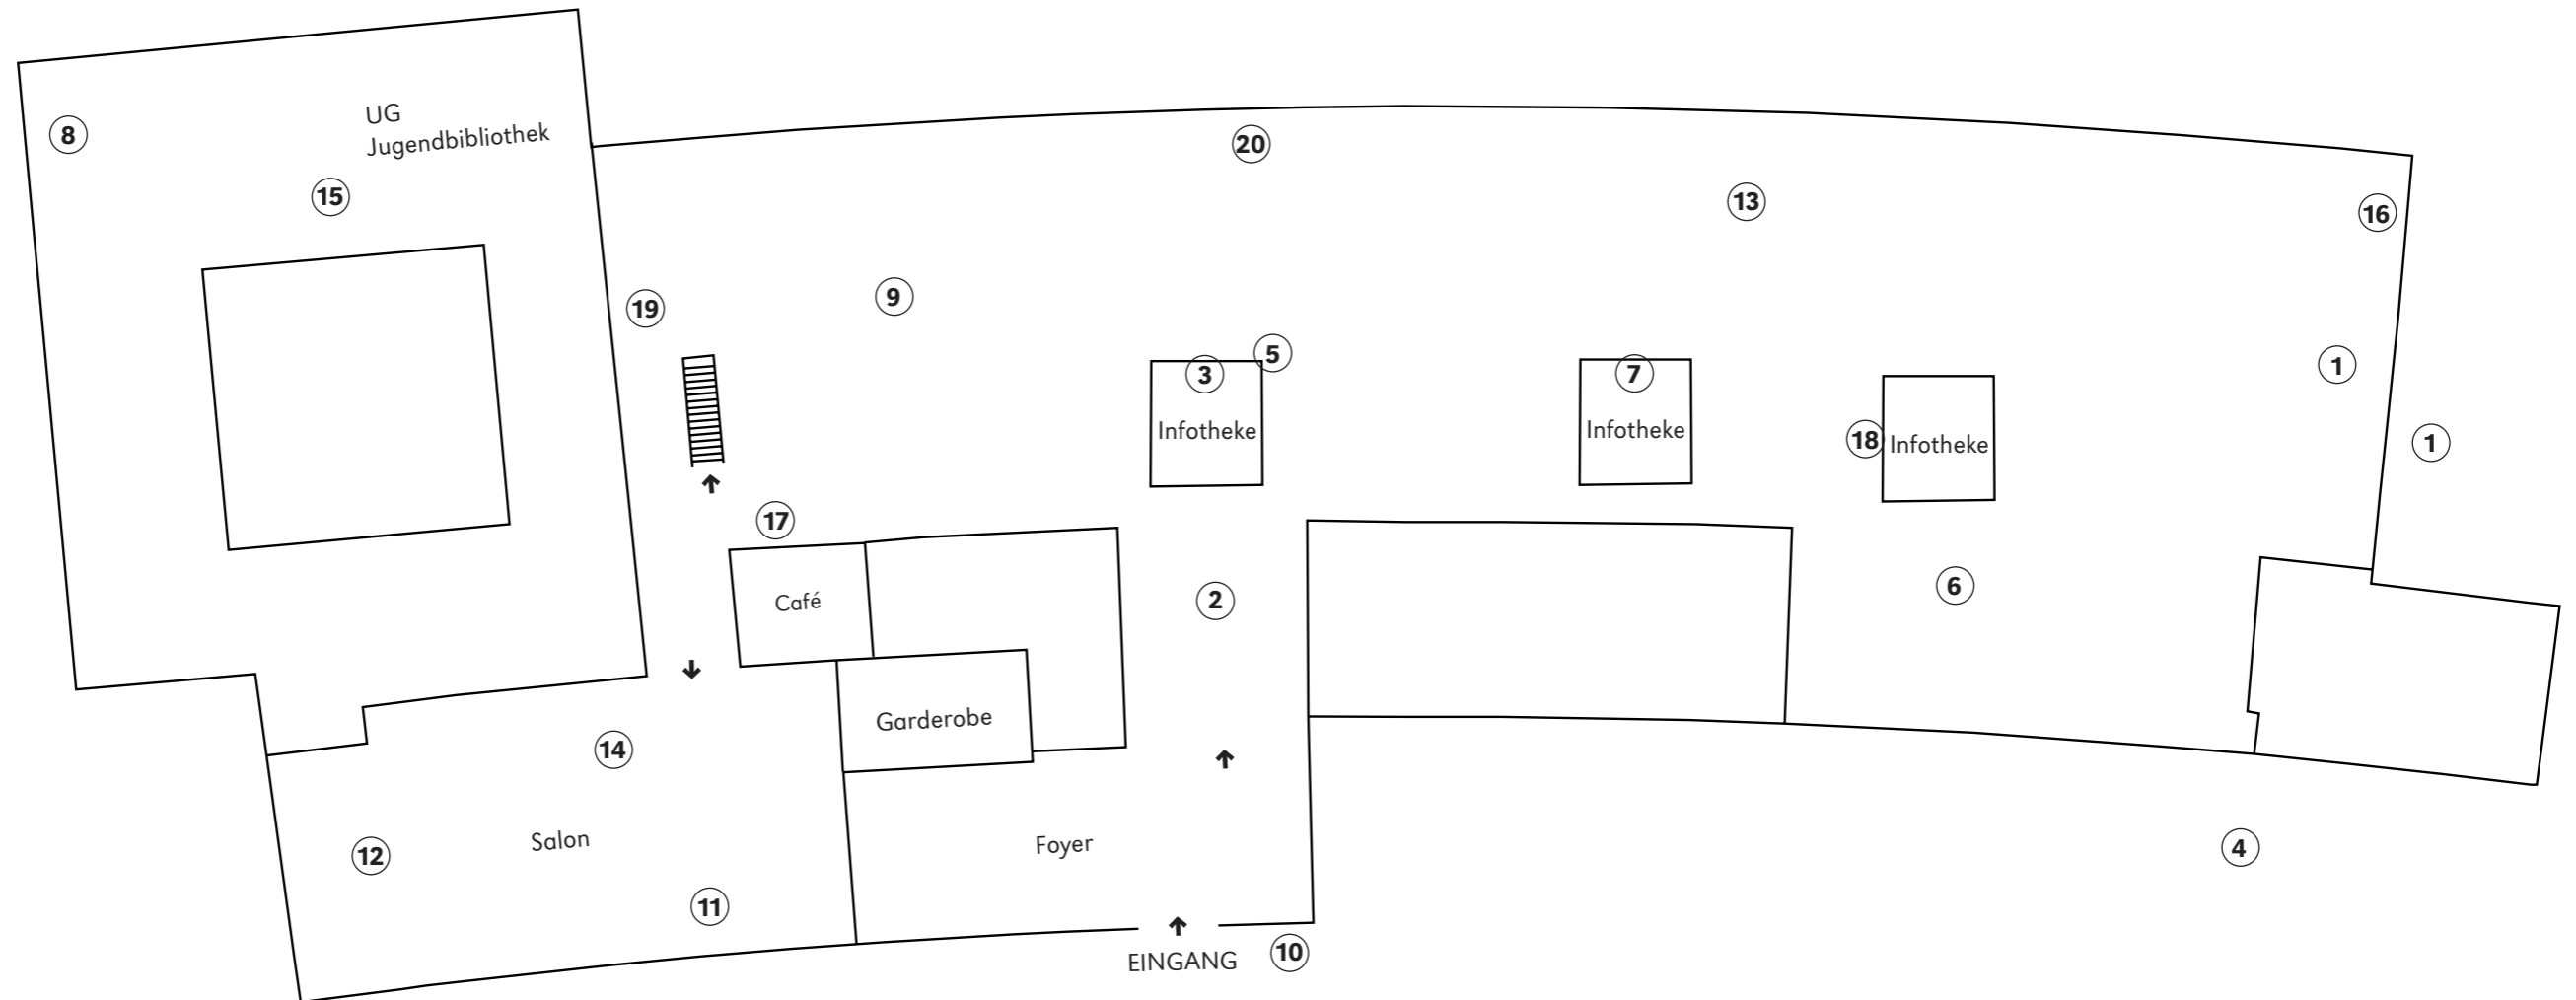 UG
Jugendbibliothek
8
20
15
13
16
9
19
5
1
3
7
Infotheke
Infotheke
18
Infotheke
1
17
6
Café
2
Garderobe
14
Salon
Foyer
4
12
11
10
EINGANG